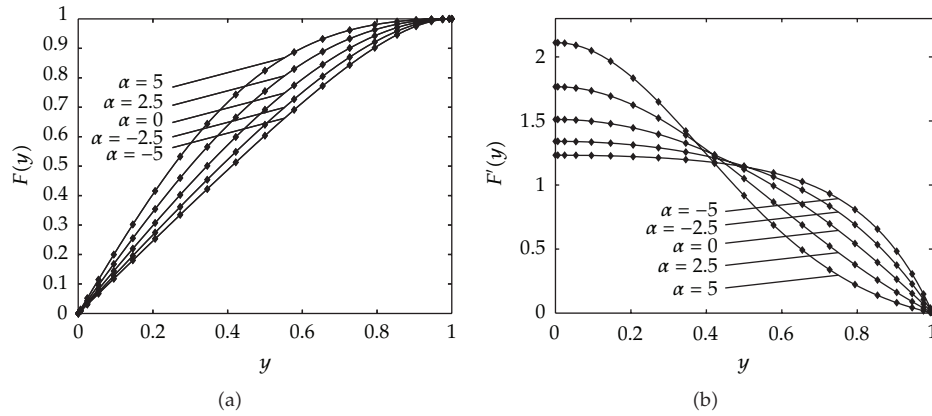 1
0.9
0.8
0.7
0.6
0.5
0.4
0.3
0.2
0.1
0
F(y)
α = 5
α = 2.5
α = 0
α = −2.5
α = −5
0 0.2 0.4 0.6 0.8 1
y
(a)
2
1.5
1
0.5
0
F′(y)
α = −5
α = −2.5
α = 0
α = 2.5
α = 5
0 0.2 0.4 0.6 0.8 1
y
(b)